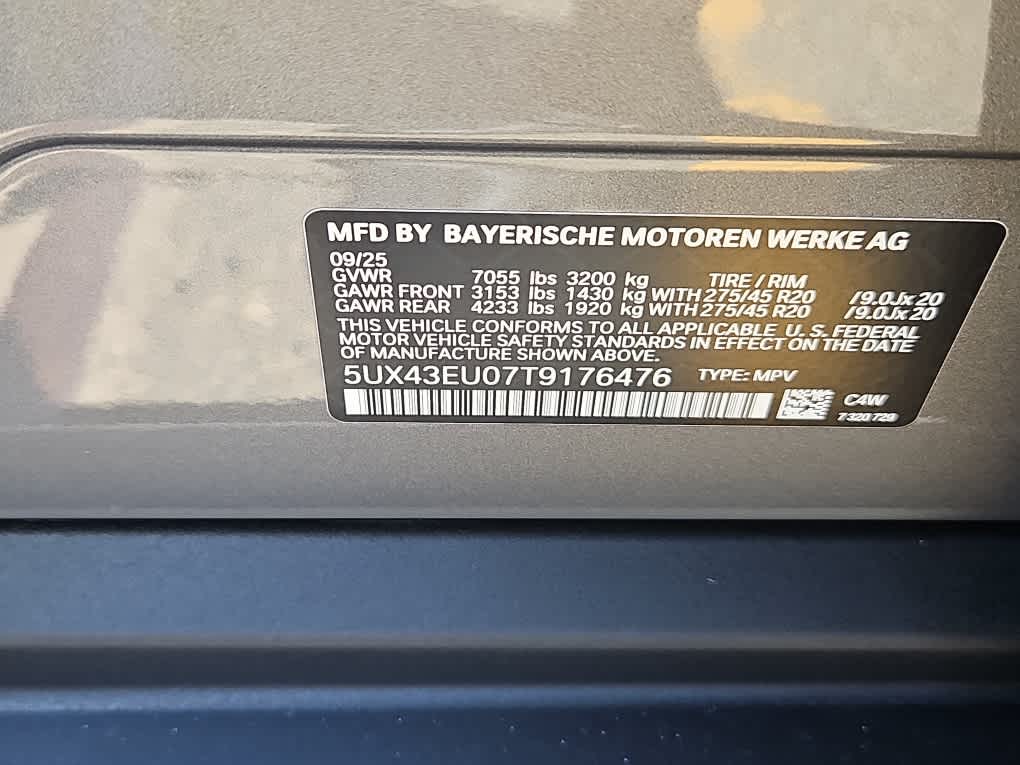 MFD BY BAYERISCHE MOTOREN WERKE AG
09/25
GVWR 7055 lbs 3200 kg TIRE / RIM
GAWR FRONT 3153 lbs 1430 kg WITH 275/45 R20 /9.0Jx20
GAWR REAR 4233 lbs 1920 kg WITH 275/45 R20 /9.0Jx20
THIS VEHICLE CONFORMS TO ALL APPLICABLE U.S. FEDERAL
MOTOR VEHICLE SAFETY STANDARDS IN EFFECT ON THE DATE
OF MANUFACTURE SHOWN ABOVE.
5UX43EU07T9176476 TYPE: MPV
C4W
7 320 729